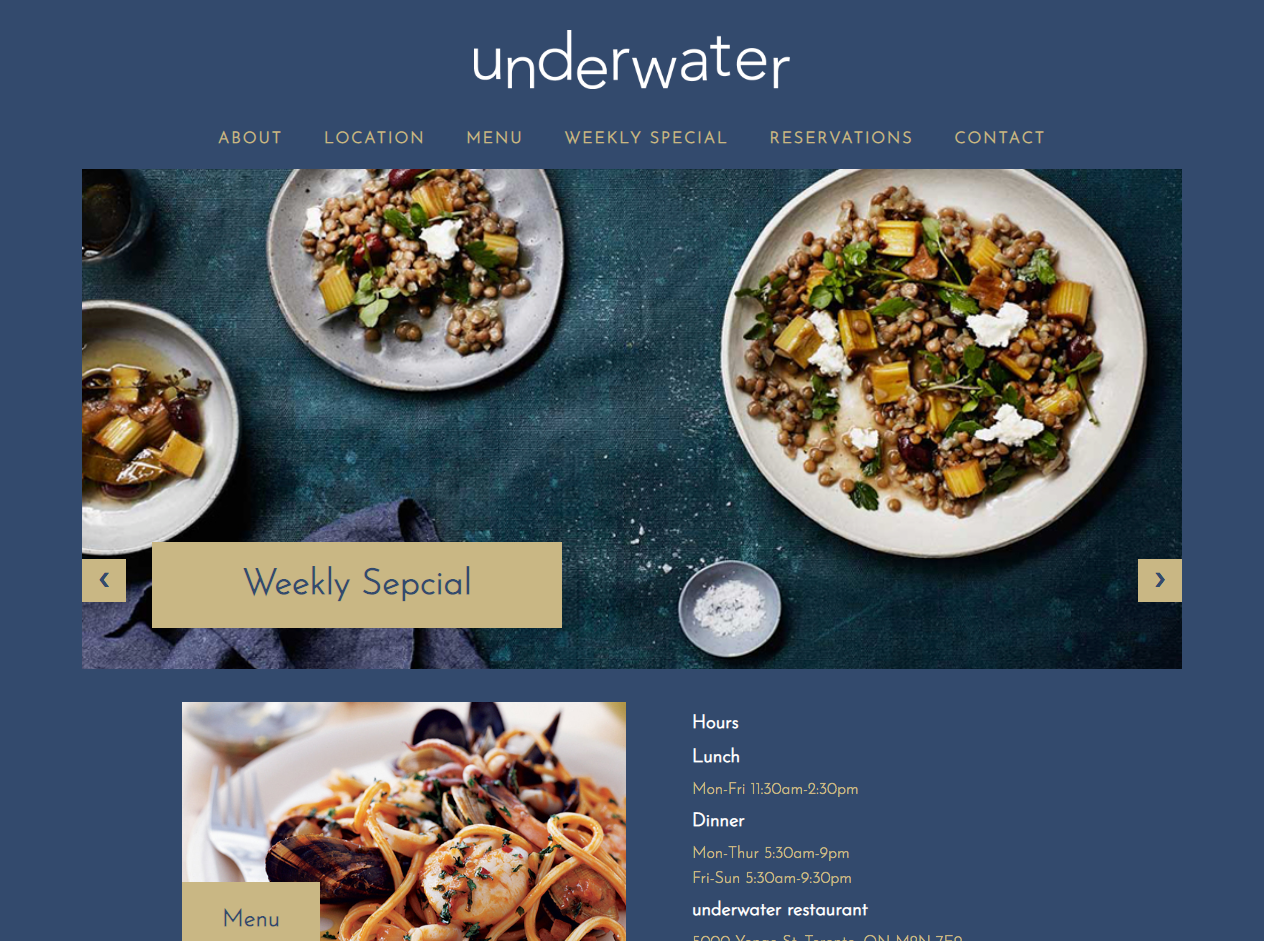 underwater
ABOUT LOCATION MENU WEEKLY SPECIAL RESERVATIONS CONTACT
Weekly Sepcial
Hours
Lunch
Mon-Fri 11:30am-2:30pm
Dinner
Mon-Thur 5:30am-9pm
Fri-Sun 5:30am-9:30pm
underwater restaurant
Menu